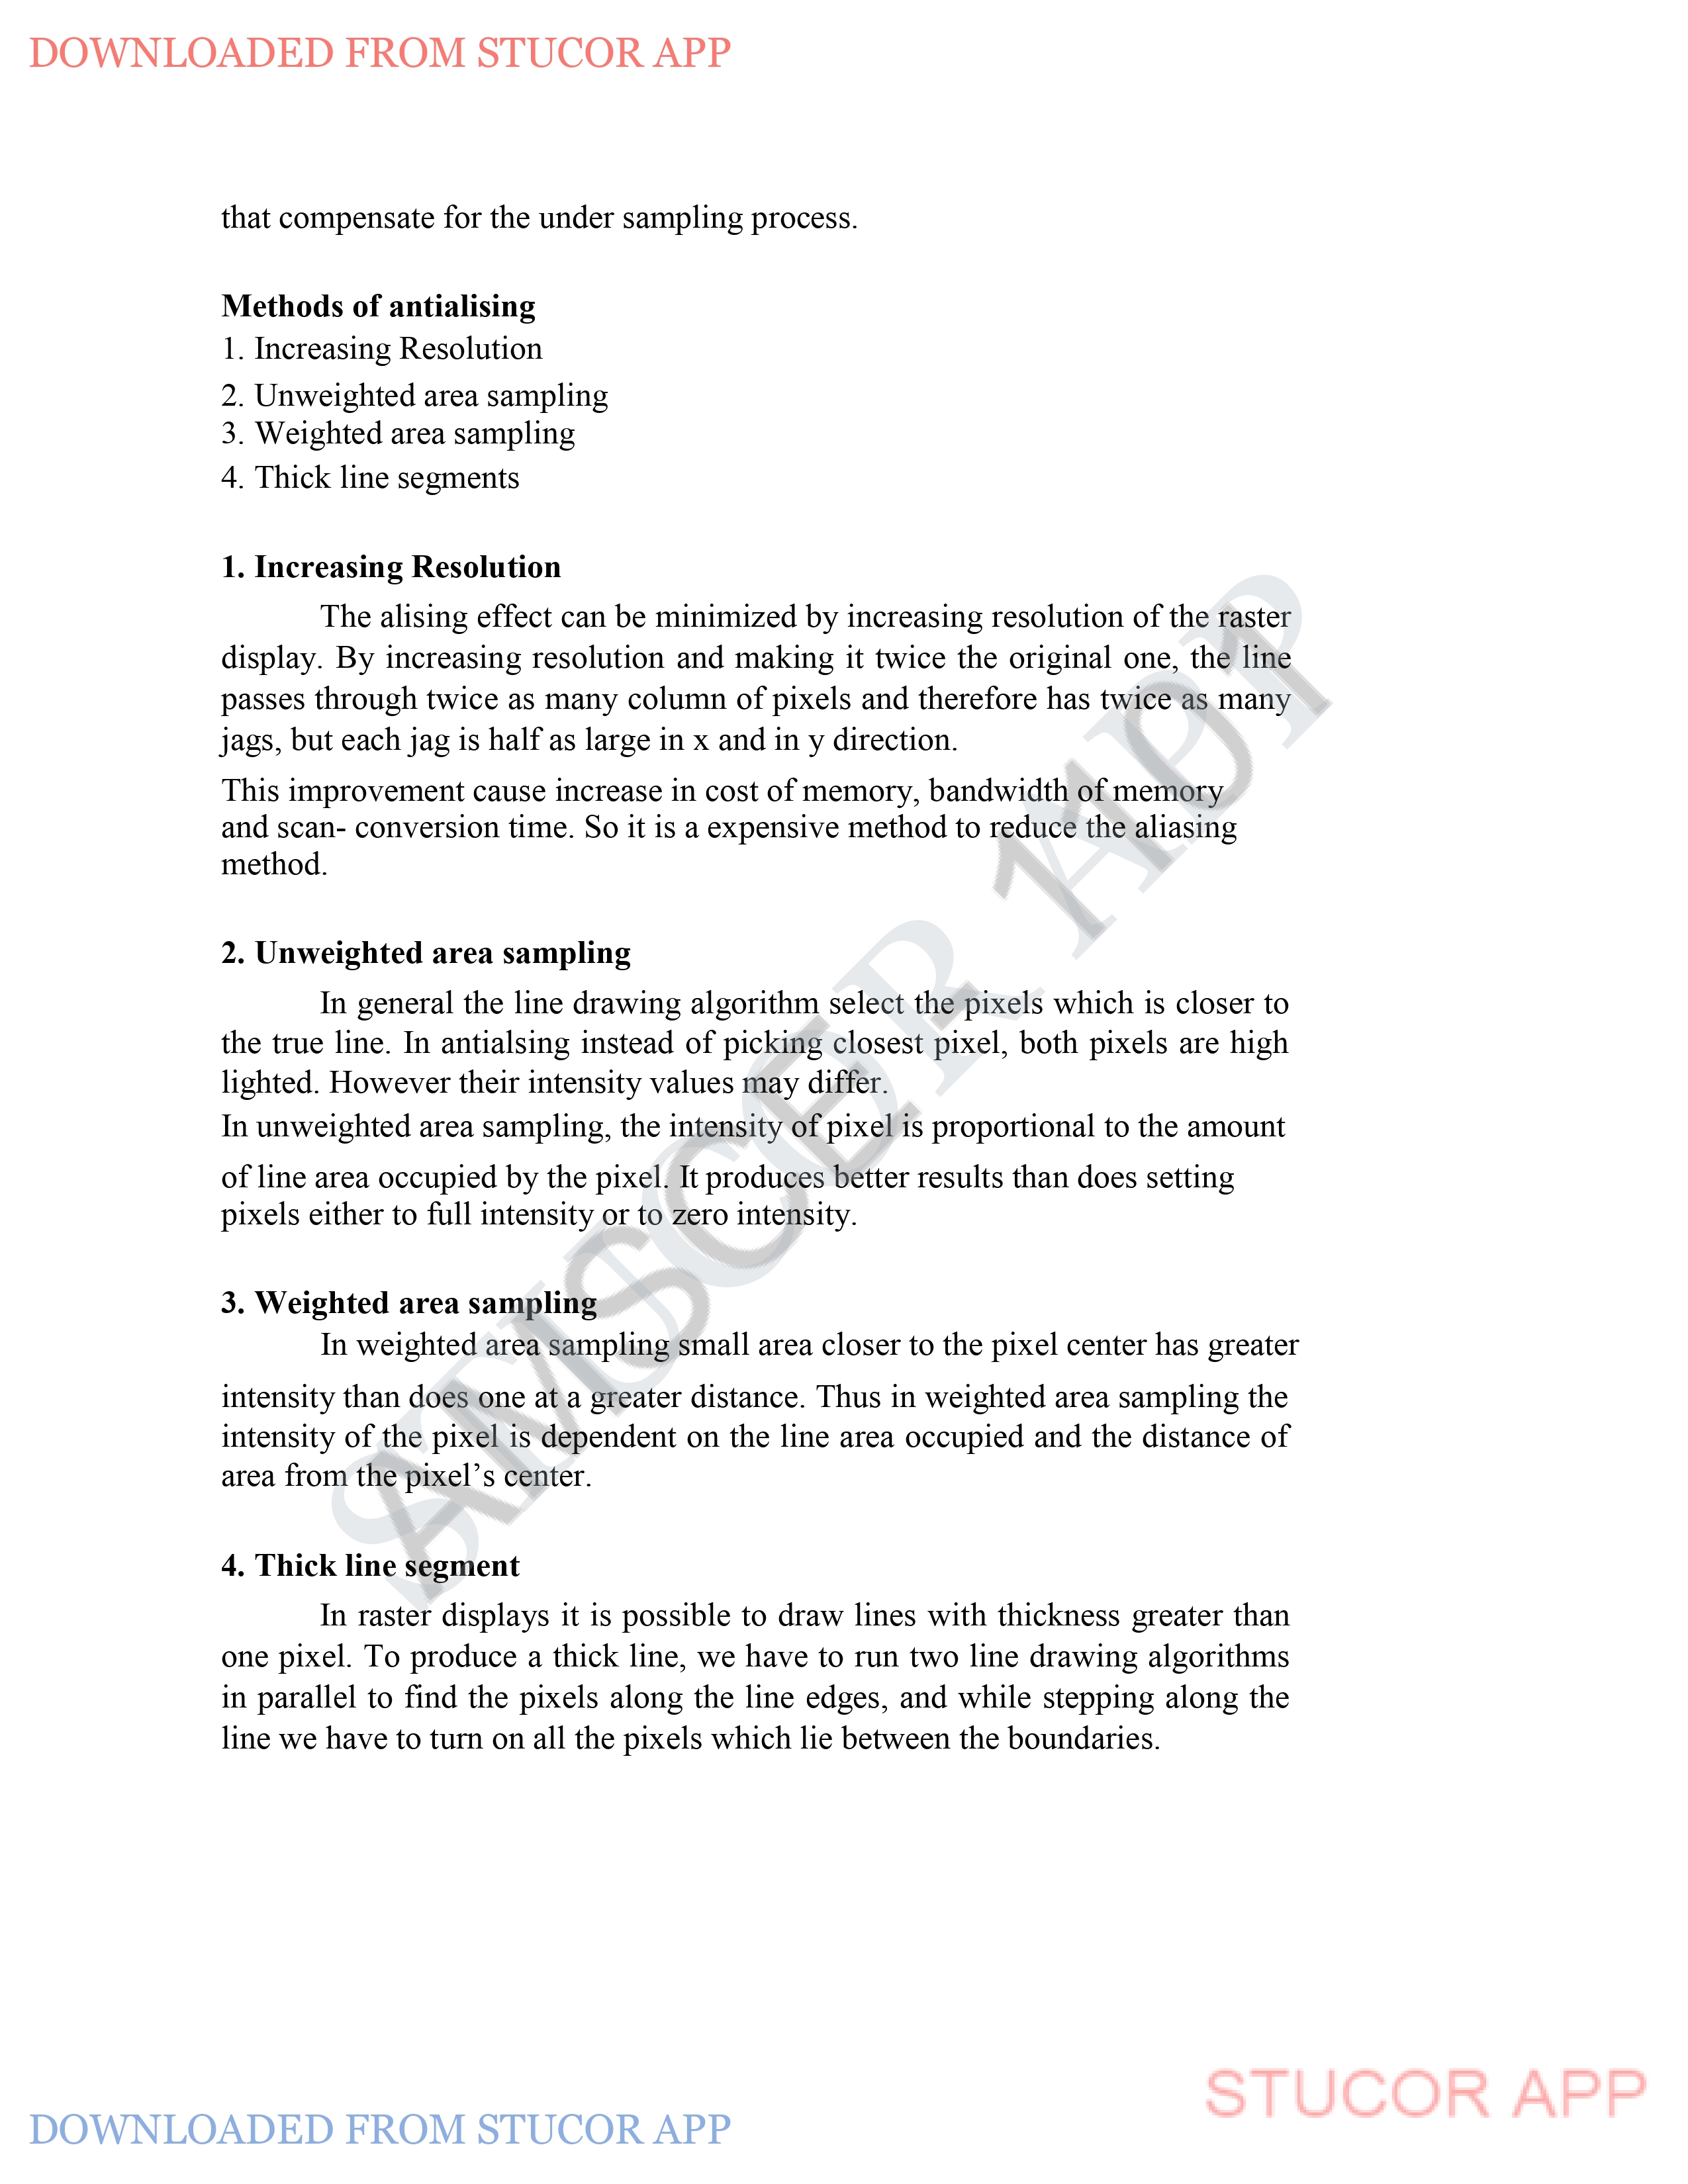 DOWNLOADED FROM STUCOR APP
that compensate for the under sampling process.
Methods of antialising
1. Increasing Resolution
2. Unweighted area sampling
3. Weighted area sampling
4. Thick line segments
1. Increasing Resolution
The alising effect can be minimized by increasing resolution of the raster
display. By increasing resolution and making it twice the original one, the line
passes through twice as many column of pixels and therefore has twice as many
jags, but each jag is half as large in x and in y direction.
This improvement cause increase in cost of memory, bandwidth of memory
and scan- conversion time. So it is a expensive method to reduce the aliasing
method.
2. Unweighted area sampling
In general the line drawing algorithm select the pixels which is closer to
the true line. In antialsing instead of picking closest pixel, both pixels are high
lighted. However their intensity values may differ.
In unweighted area sampling, the intensity of pixel is proportional to the amount
of line area occupied by the pixel. It produces better results than does setting
pixels either to full intensity or to zero intensity.
3. Weighted area sampling
In weighted area sampling small area closer to the pixel center has greater
intensity than does one at a greater distance. Thus in weighted area sampling the
intensity of the pixel is dependent on the line area occupied and the distance of
area from the pixel’s center.
4. Thick line segment
In raster displays it is possible to draw lines with thickness greater than
one pixel. To produce a thick line, we have to run two line drawing algorithms
in parallel to find the pixels along the line edges, and while stepping along the
line we have to turn on all the pixels which lie between the boundaries.
STUCOR APP
AMSCE 1101
STUCOR APP
DOWNLOADED FROM STUCOR APP